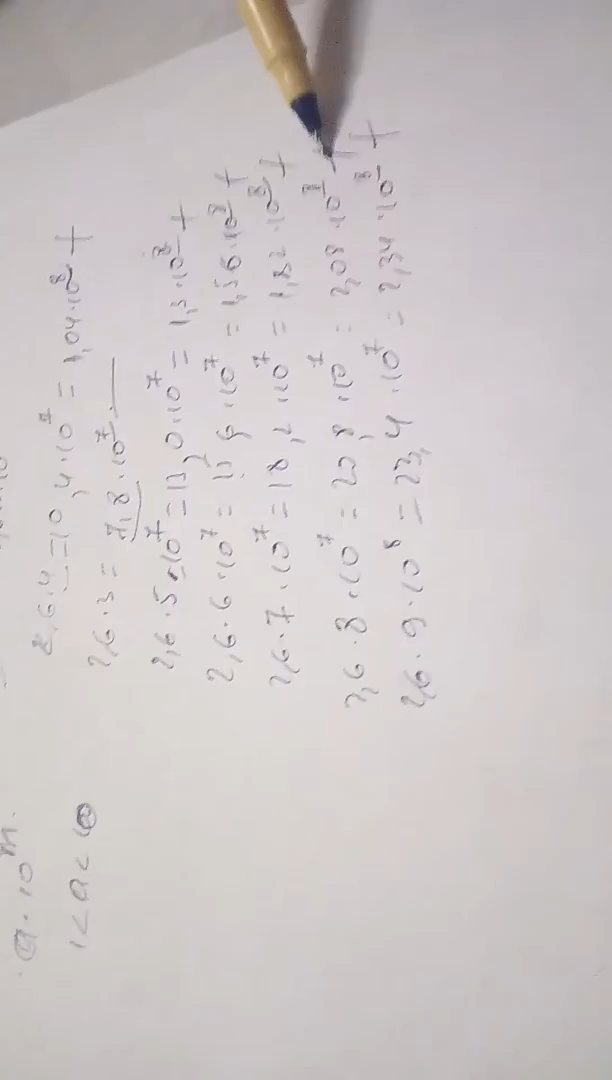 a · 10ᵐ.
1 < a < 10
2,6·4 = 10,4·10⁷ = 1,04·10⁸ +
2,6·3 = 7,8·10⁷. —
2,6·5·10⁷ = 13,0·10⁷ = 1,3·10⁸ +
2,6·6·10⁷ = 15,6·10⁷ = 1,56·10⁸ +
2,6·7·10⁷ = 18,2·10⁷ = 1,82·10⁸ +
2,6·8·10⁷ = 20,8·10⁷ = 2,08·10⁸ +
2,6·9·10⁸ = 23,4·10⁷ = 2,34·10⁸ +